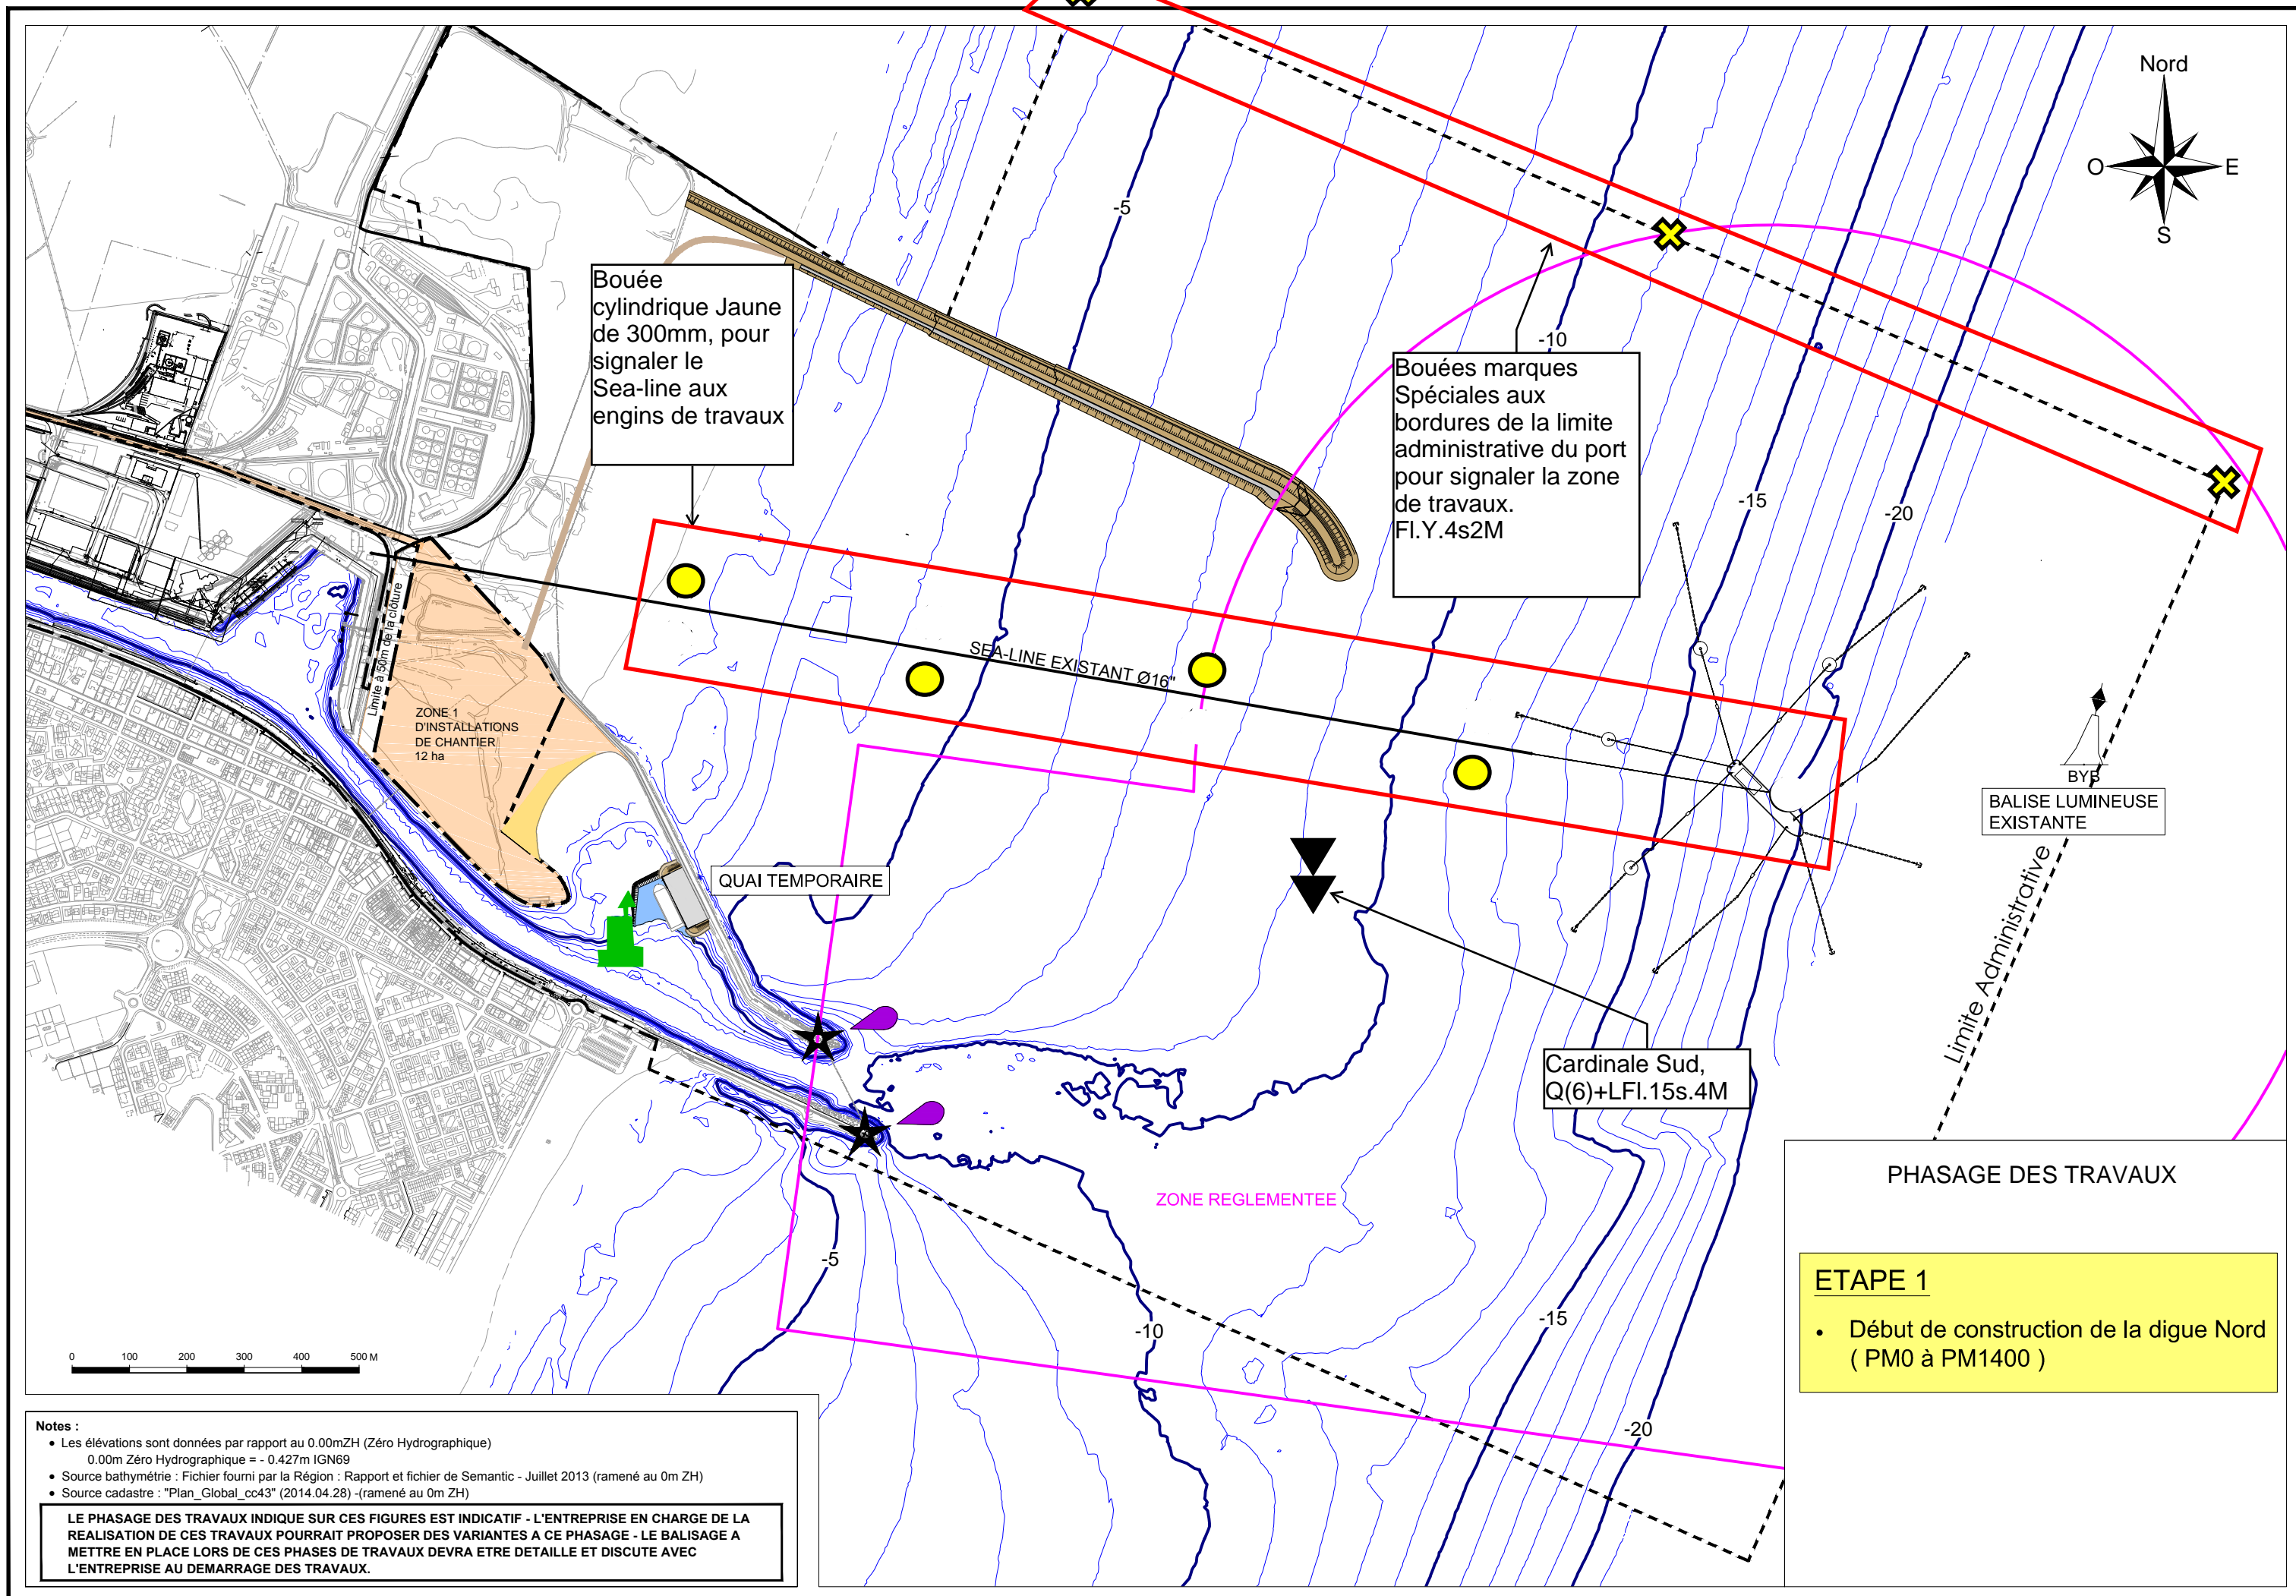 Nord
O
E
S
-5
-10
-15
-20
Bouée
cylindrique Jaune
de 300mm, pour
signaler le
Sea-line aux
engins de travaux
Bouées marques
Spéciales aux
bordures de la limite
administrative du port
pour signaler la zone
de travaux.
Fl.Y.4s2M
SEA-LINE EXISTANT Ø16"
Limite à 50m de la clôture
ZONE 1
D'INSTALLATIONS
DE CHANTIER
12 ha
QUAI TEMPORAIRE
BYB
BALISE LUMINEUSE
EXISTANTE
Limite Administrative
Cardinale Sud,
Q(6)+LFl.15s.4M
ZONE REGLEMENTEE
-5
-10
-15
-20
0 100 200 300 400 500 M
PHASAGE DES TRAVAUX
ETAPE 1
• Début de construction de la digue Nord
( PM0 à PM1400 )
Notes :
• Les élévations sont données par rapport au 0.00mZH (Zéro Hydrographique)
0.00m Zéro Hydrographique = - 0.427m IGN69
• Source bathymétrie : Fichier fourni par la Région : Rapport et fichier de Semantic - Juillet 2013 (ramené au 0m ZH)
• Source cadastre : "Plan_Global_cc43" (2014.04.28) -(ramené au 0m ZH)
LE PHASAGE DES TRAVAUX INDIQUE SUR CES FIGURES EST INDICATIF - L'ENTREPRISE EN CHARGE DE LA
REALISATION DE CES TRAVAUX POURRAIT PROPOSER DES VARIANTES A CE PHASAGE - LE BALISAGE A
METTRE EN PLACE LORS DE CES PHASES DE TRAVAUX DEVRA ETRE DETAILLE ET DISCUTE AVEC
L'ENTREPRISE AU DEMARRAGE DES TRAVAUX.